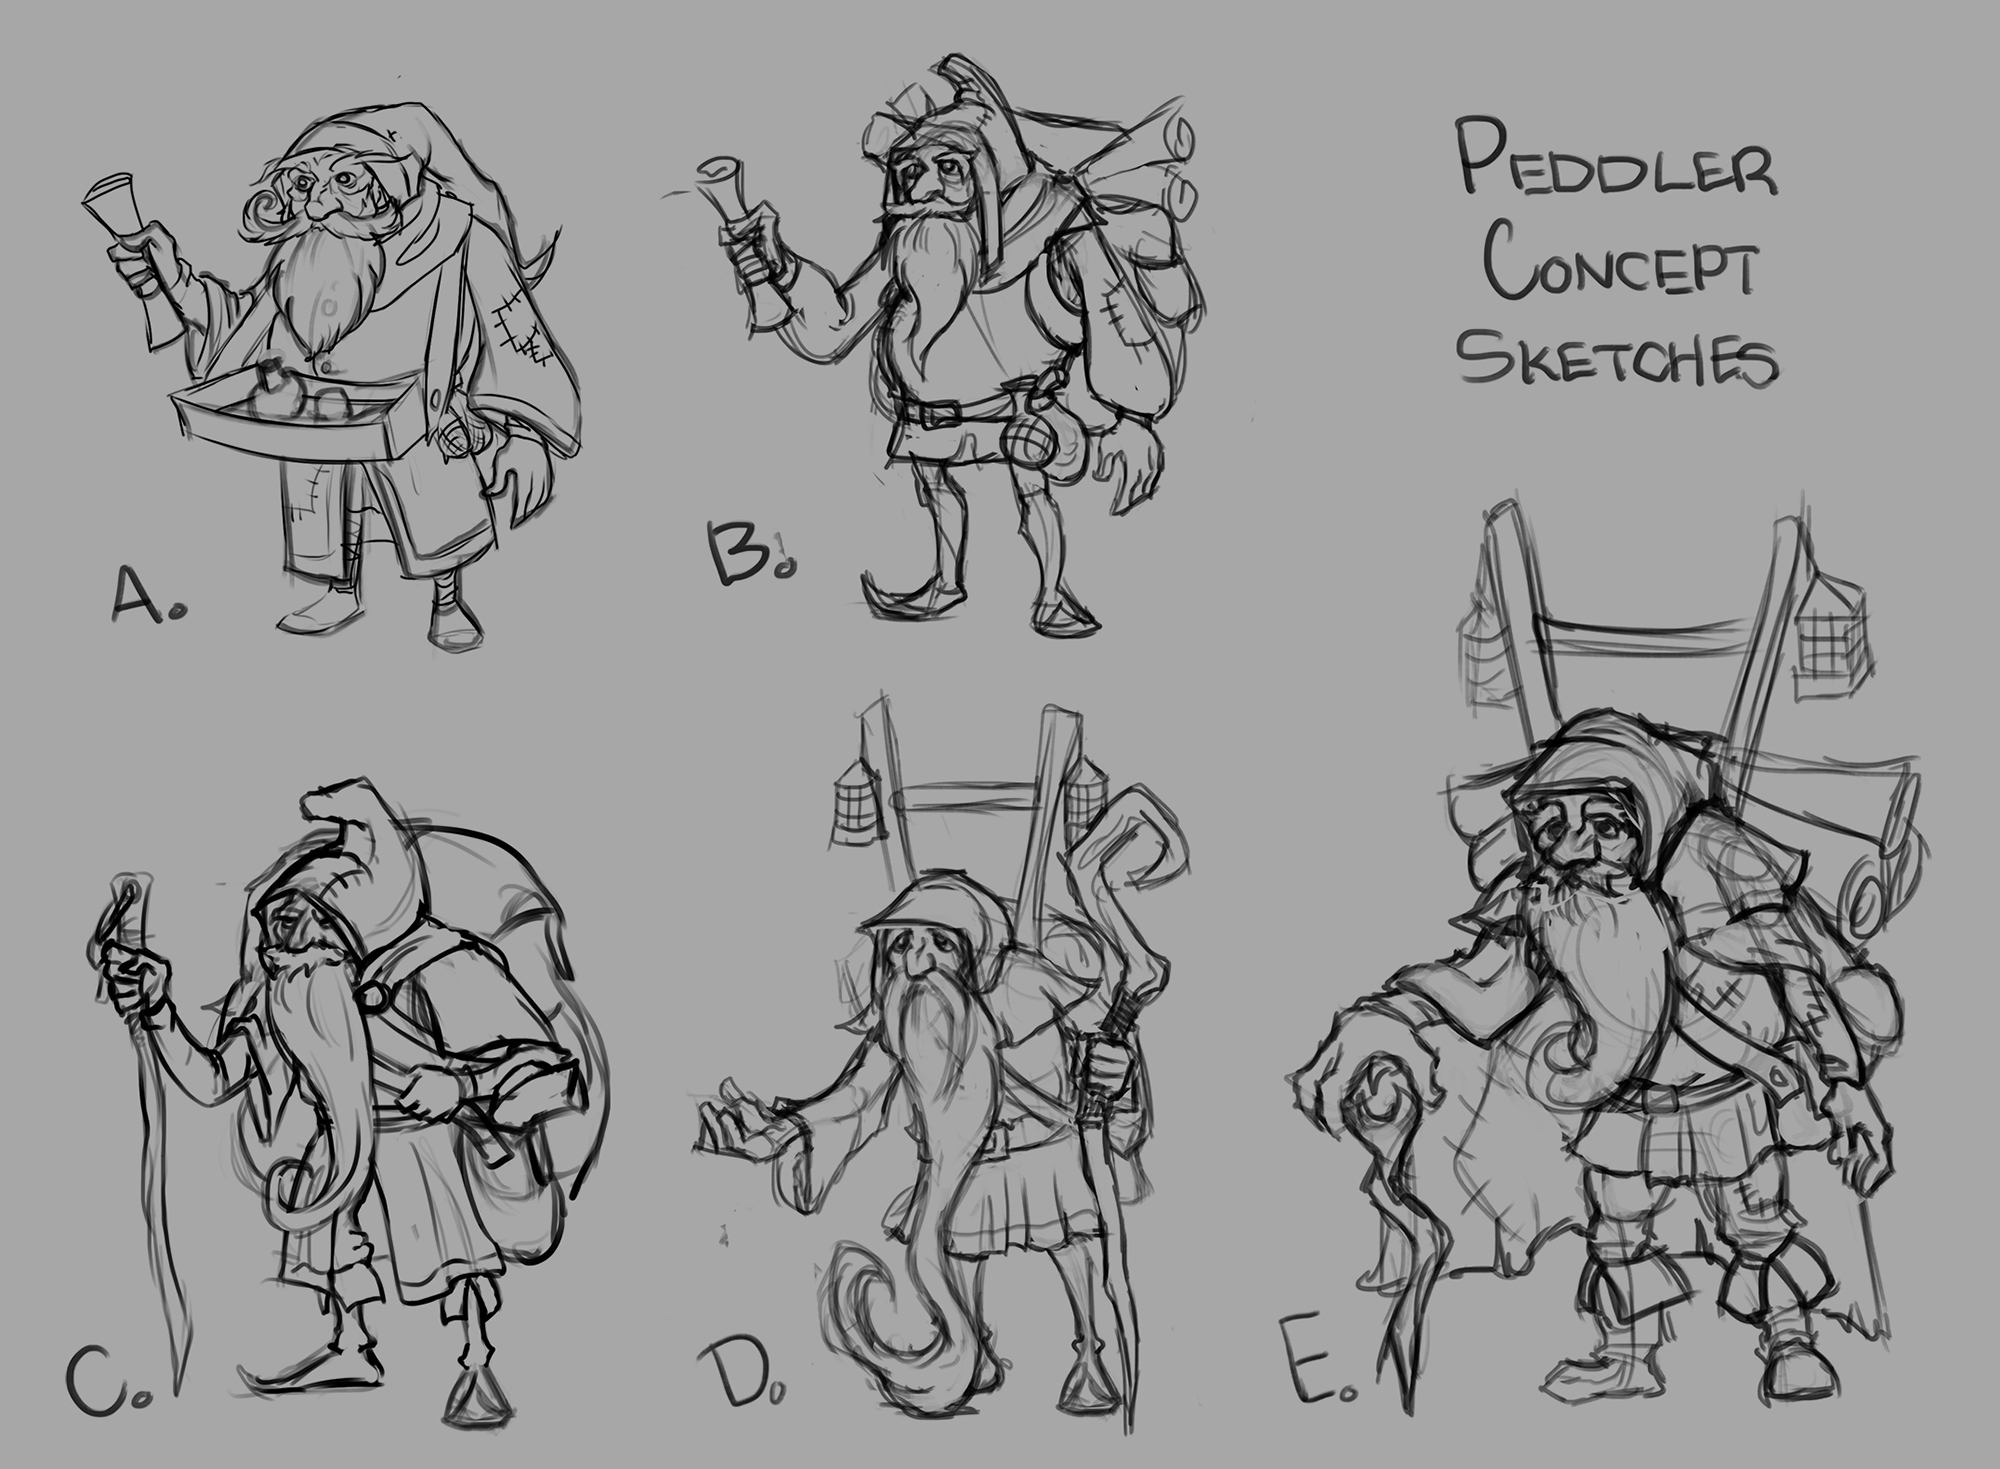 PEDDLER
CONCEPT
SKETCHES
A.
B.
C.
D.
E.